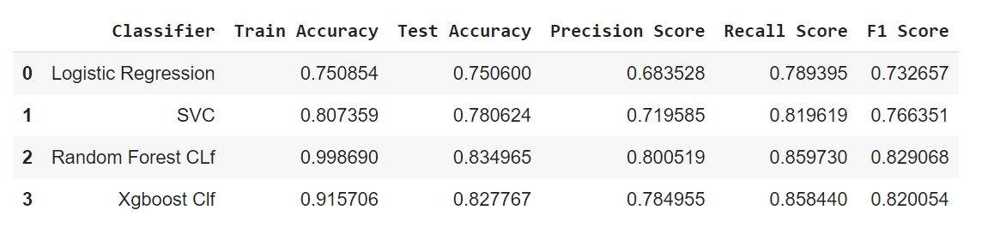 Classifier Train Accuracy Test Accuracy Precision Score Recall Score F1 Score
0 Logistic Regression 0.750854 0.750600 0.683528 0.789395 0.732657
1 SVC 0.807359 0.780624 0.719585 0.819619 0.766351
2 Random Forest CLf 0.998690 0.834965 0.800519 0.859730 0.829068
3 Xgboost Clf 0.915706 0.827767 0.784955 0.858440 0.820054